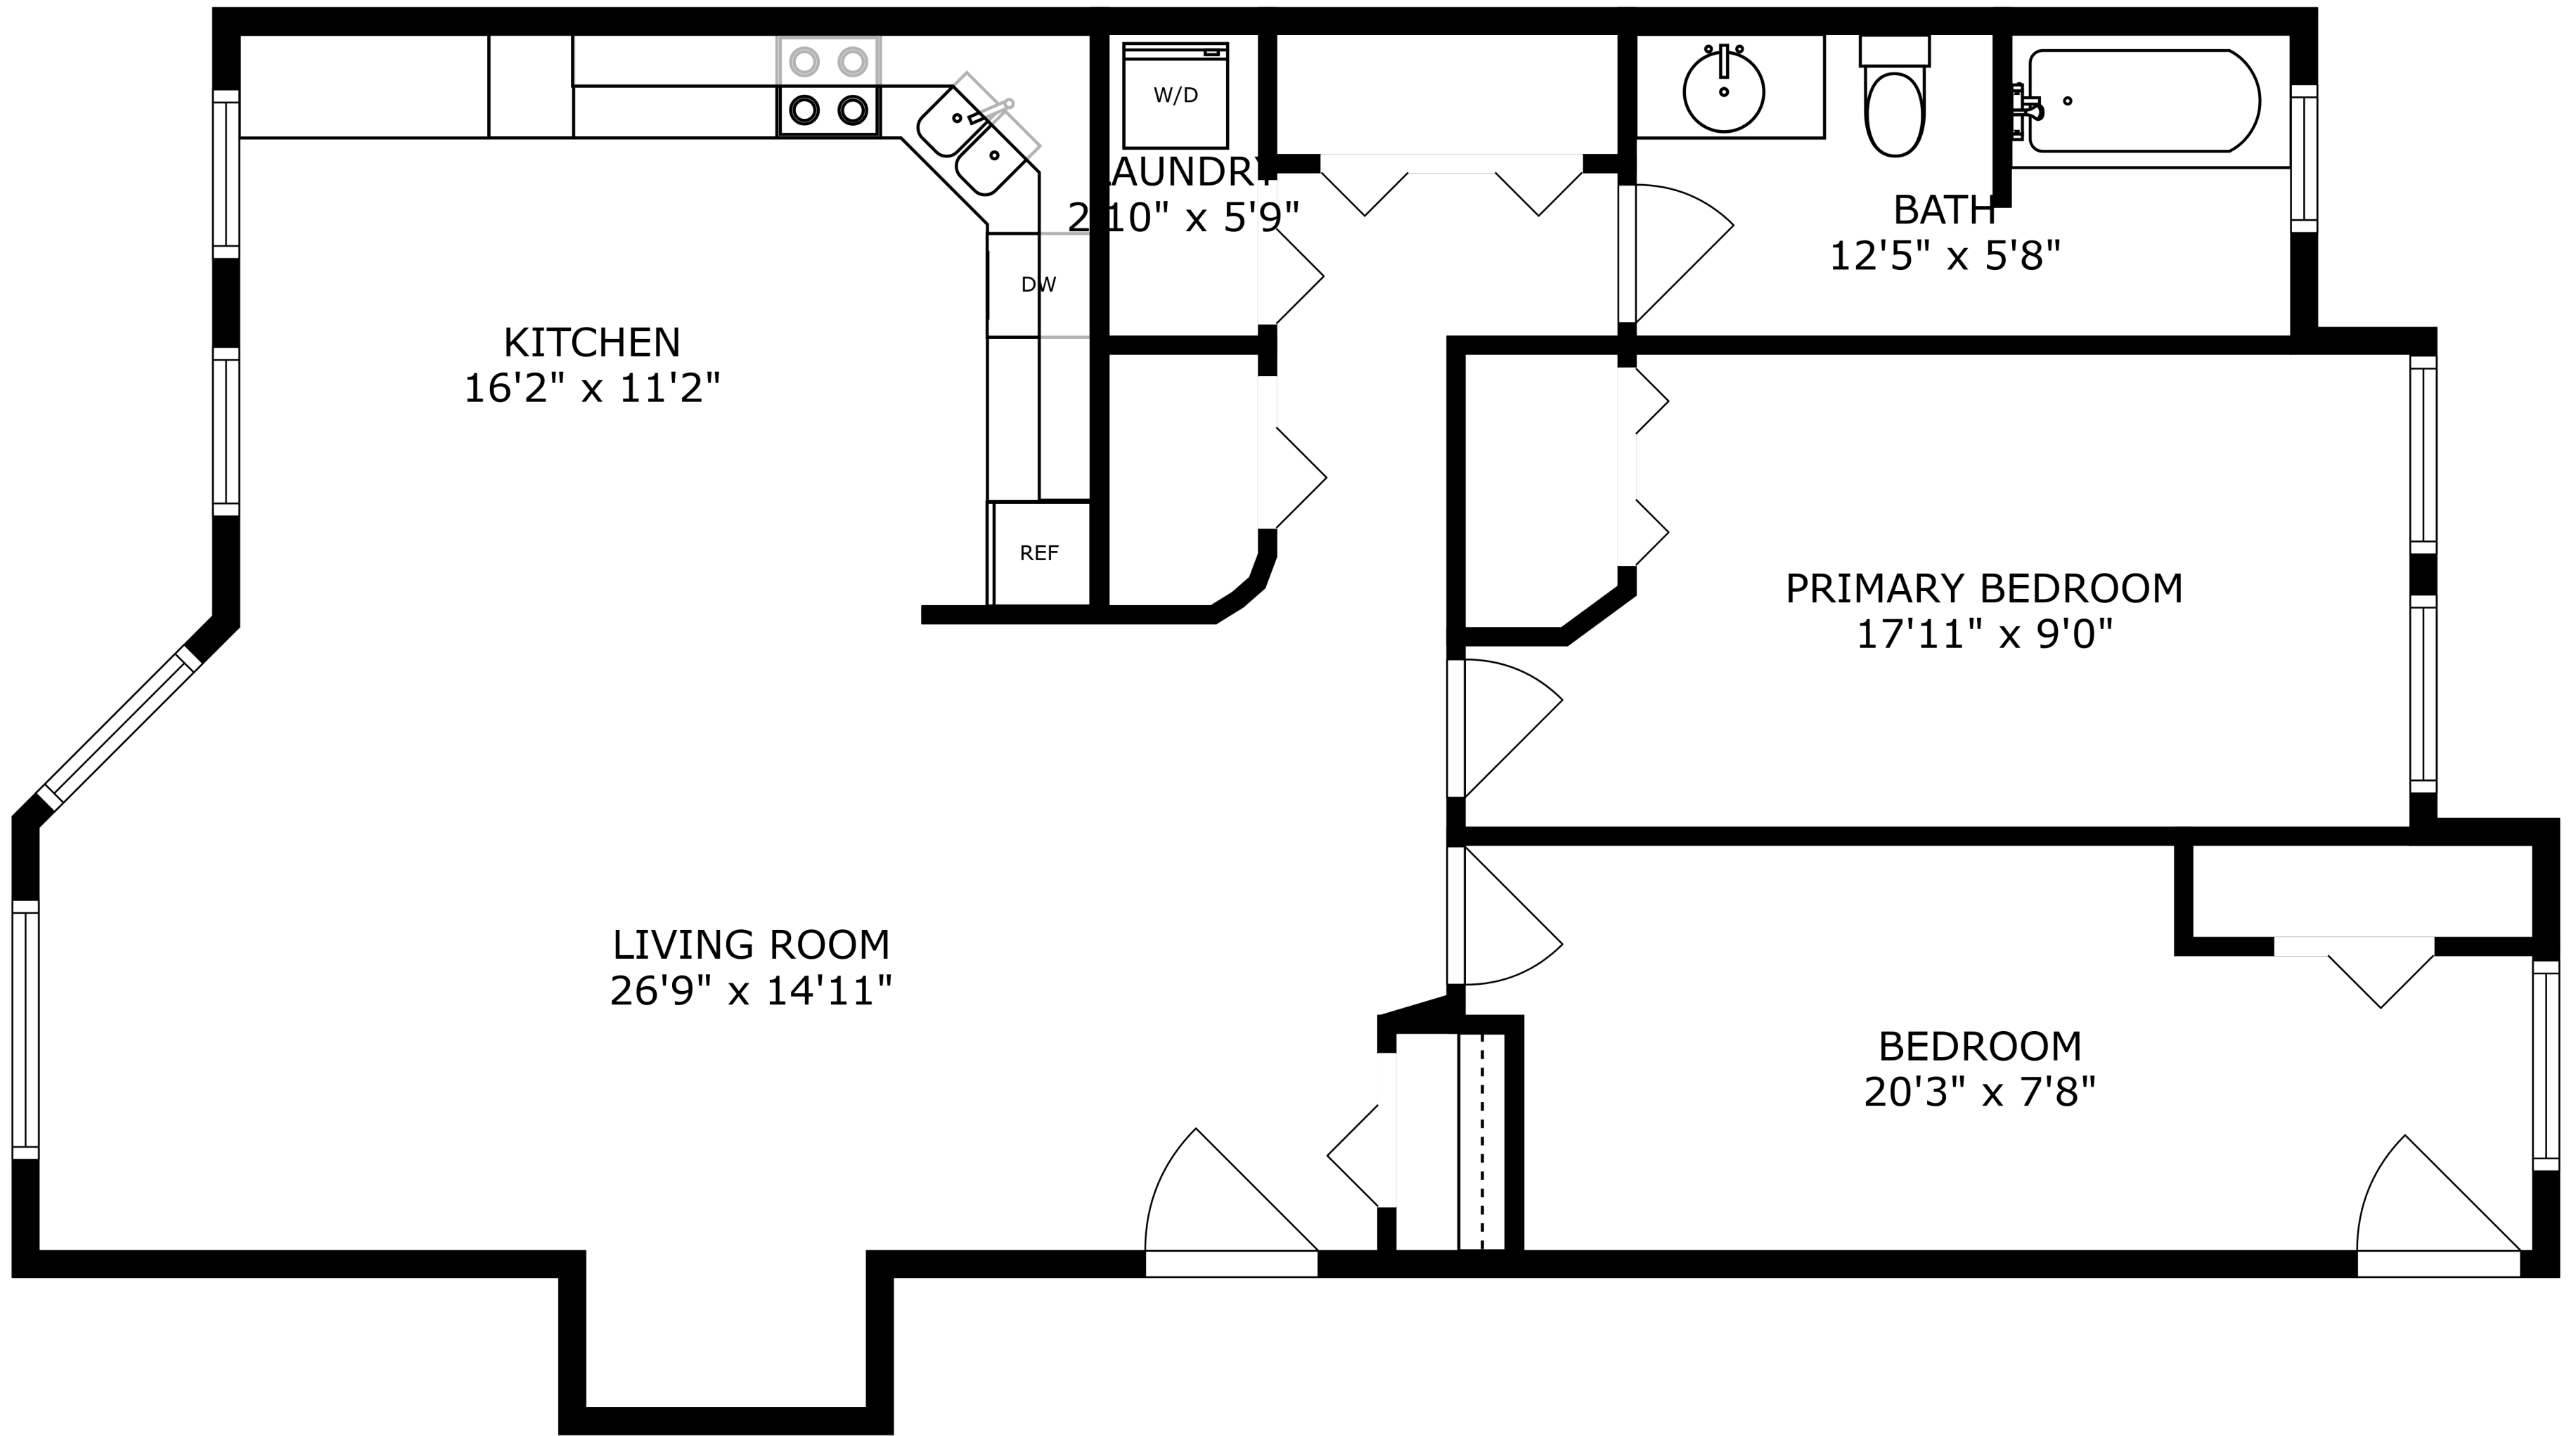 W/D
LAUNDRY
2'10" x 5'9"
BATH
12'5" x 5'8"
DW
KITCHEN
16'2" x 11'2"
REF
PRIMARY BEDROOM
17'11" x 9'0"
LIVING ROOM
26'9" x 14'11"
BEDROOM
20'3" x 7'8"